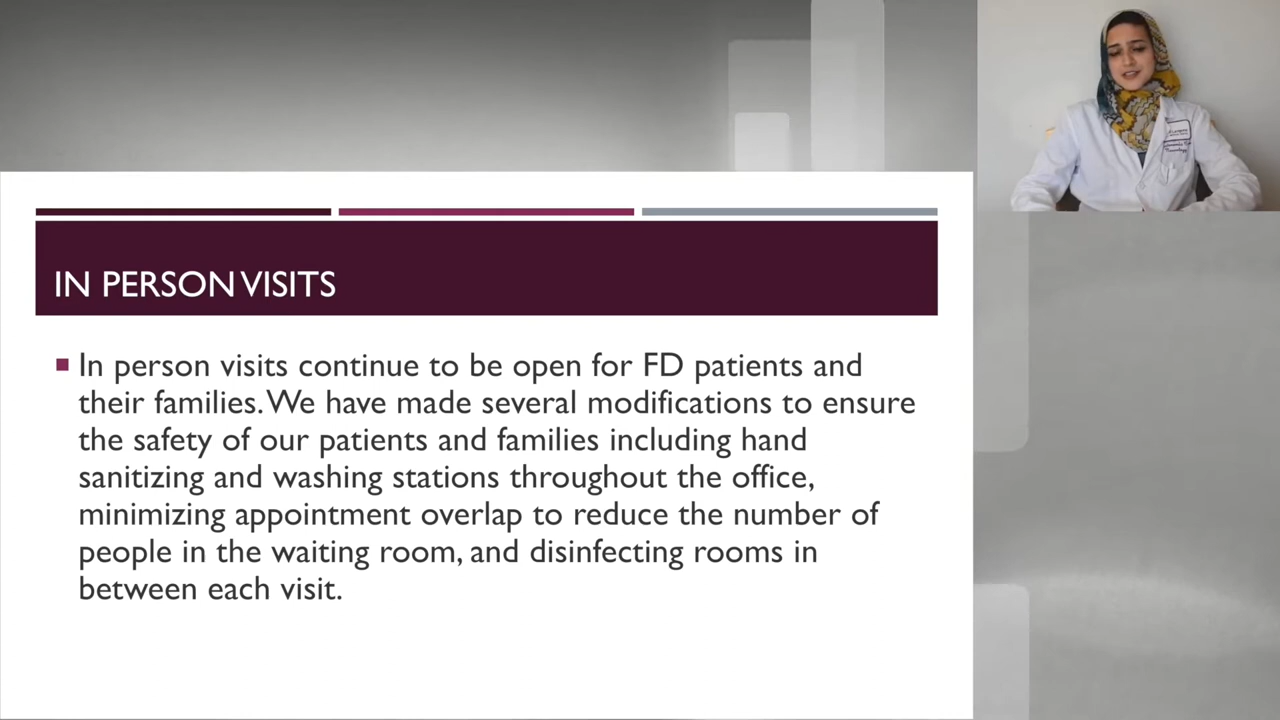 IN PERSON VISITS
In person visits continue to be open for FD patients and
their families. We have made several modifications to ensure
the safety of our patients and families including hand
sanitizing and washing stations throughout the office,
minimizing appointment overlap to reduce the number of
people in the waiting room, and disinfecting rooms in
between each visit.